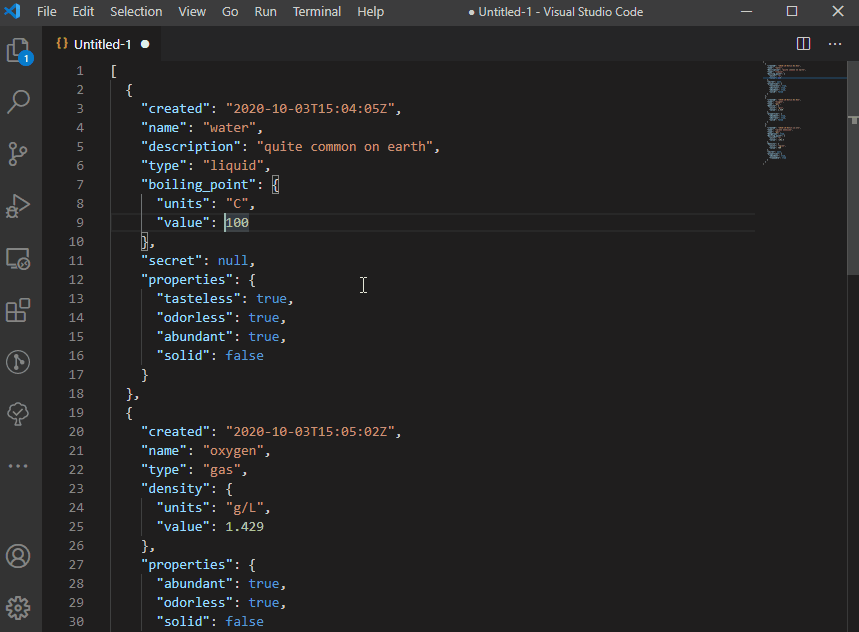 File Edit Selection View Go Run Terminal Help ● Untitled-1 - Visual Studio Code
1
{} Untitled-1 ●
1 [
2 {
3 "created": "2020-10-03T15:04:05Z",
4 "name": "water",
5 "description": "quite common on earth",
6 "type": "liquid",
7 "boiling_point": {
8 "units": "C",
9 "value": 100
10 },
11 "secret": null,
12 "properties": {
13 "tasteless": true,
14 "odorless": true,
15 "abundant": true,
16 "solid": false
17 }
18 },
19 {
20 "created": "2020-10-03T15:05:02Z",
21 "name": "oxygen",
22 "type": "gas",
23 "density": {
24 "units": "g/L",
25 "value": 1.429
26 },
27 "properties": {
28 "abundant": true,
29 "odorless": true,
30 "solid": false